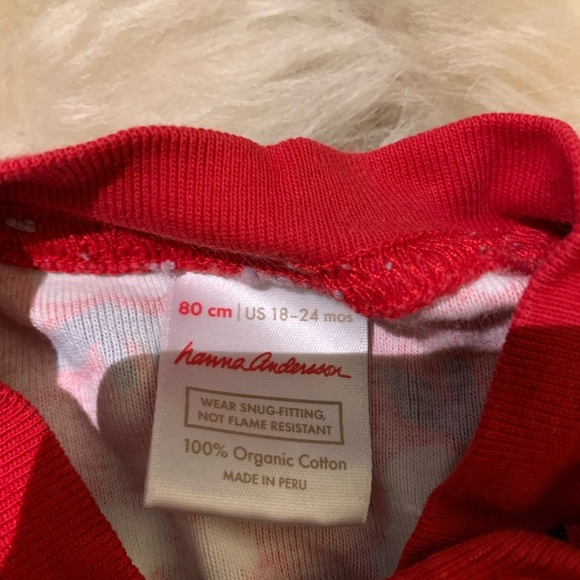 80 cm | US 18-24 mos
hanna Andersson
WEAR SNUG-FITTING,
NOT FLAME RESISTANT
100% Organic Cotton
MADE IN PERU